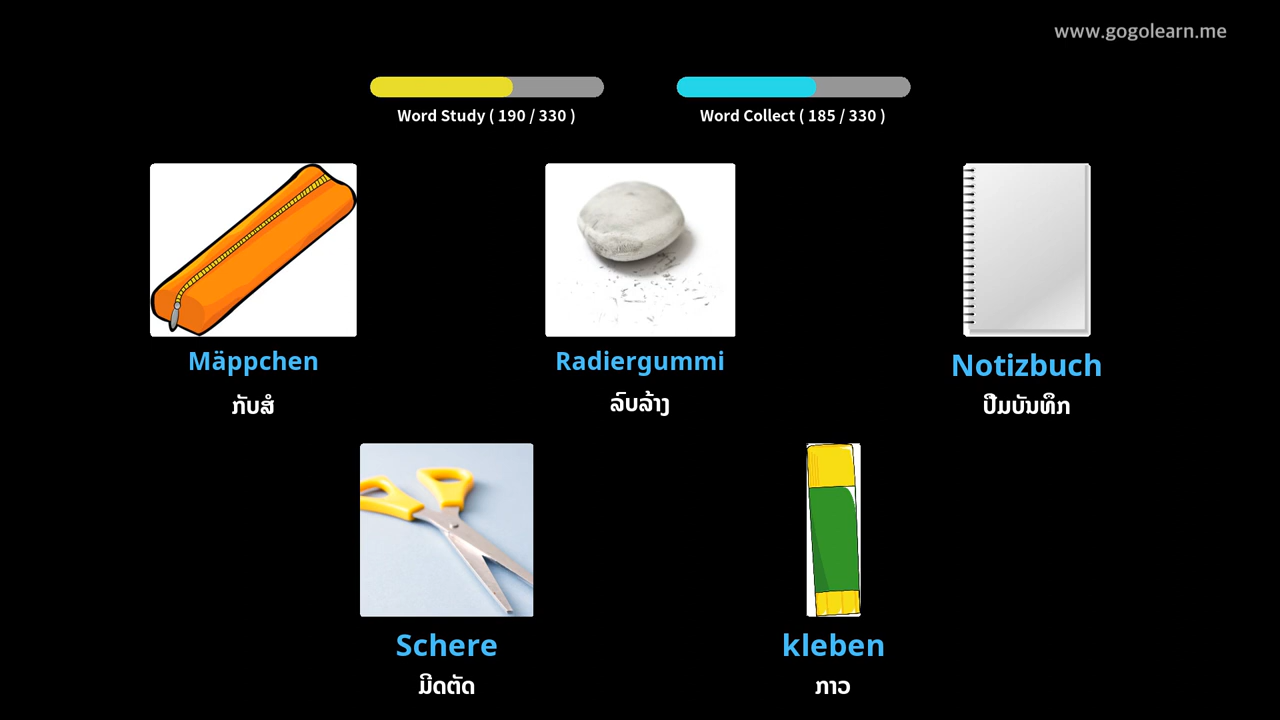 www.gogolearn.me
Word Study ( 190 / 330 )
Word Collect ( 185 / 330 )
Mäppchen
Radiergummi
Notizbuch
ກັບສໍ
ລົບລ້າງ
ປຶ້ມບັນທຶກ
Schere
kleben
ມີດຕັດ
ກາວ